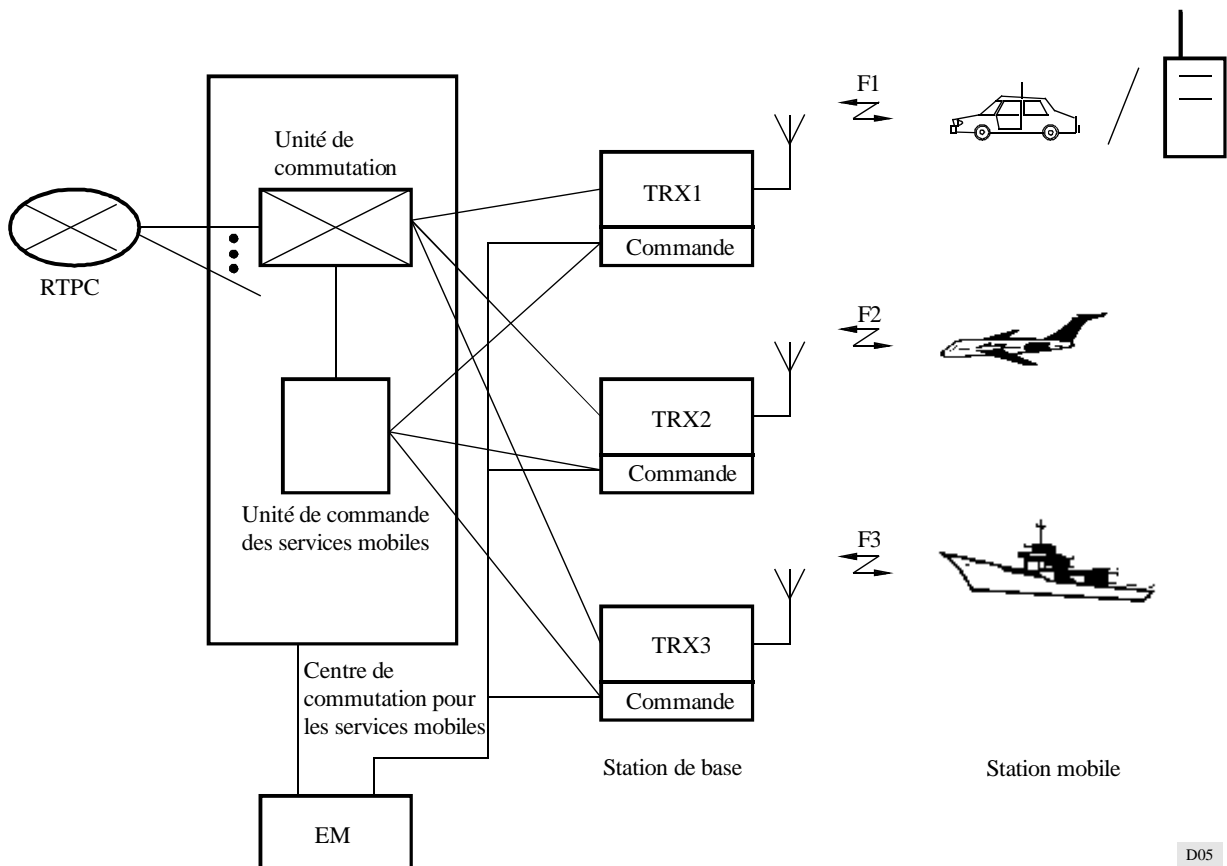 F1
Unité de
commutation
TRX1
Commande
RTPC
F2
TRX2
Commande
Unité de commande
des services mobiles
F3
TRX3
Commande
Centre de
commutation pour
les services mobiles
Station de base
Station mobile
EM
D05